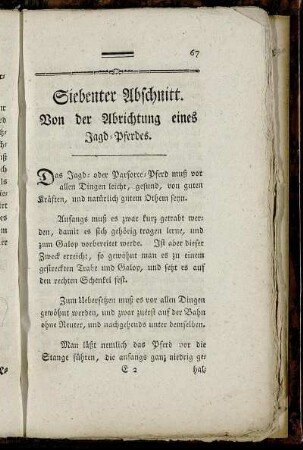 67
Siebenter Abschnitt.
Von der Abrichtung eines
Jagd-Pferdes.
Das Jagd- oder Parforce-Pferd muß vor
allen Dingen leicht, gesund, von guten
Kräften, und natürlich gutem Othem seyn.
Anfangs muß es zwar kurz getrabt wer-
den, damit es sich gehörig tragen lerne, und
zum Galop vorbereitet werde. Ist aber dieser
Zweck erreicht, so gewöhnt man es zu einem
gestreckten Trabe und Galop, und setzt es auf
den rechten Schenkel fest.
Zum Uebersetzen muß es vor allen Dingen
gewöhnt werden, und zwar zuerst auf der Bahn
ohne Reuter, und nachgehends unter demselben.
Man läßt nemlich das Pferd vor die
Stange führen, die anfangs ganz niedrig ge
E 2 hal-